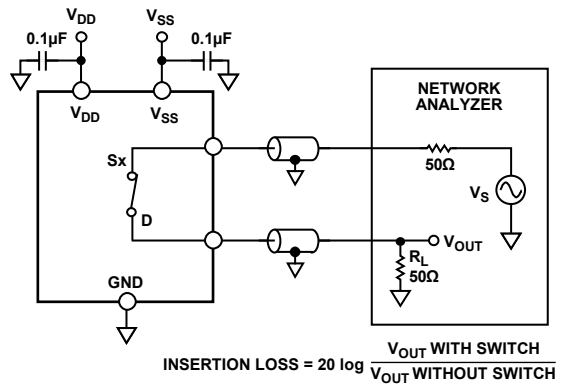 VDD
VSS
0.1µF
0.1µF
VDD
VSS
NETWORK
ANALYZER
Sx
50Ω
VS
D
VOUT
RL
50Ω
GND
INSERTION LOSS = 20 log VOUT WITH SWITCH
VOUT WITHOUT SWITCH